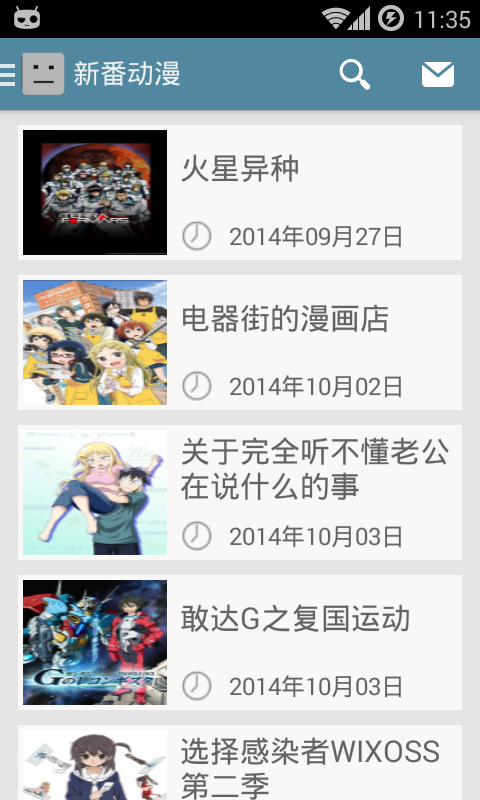 11:35
新番动漫
TERRA FORMARS
火星异种
2014年09月27日
电器街的漫画店
2014年10月02日
关于完全听不懂老公
在说什么的事
2014年10月03日
敢达G之复国运动
2014年10月03日
选择感染者WIXOSS
第二季